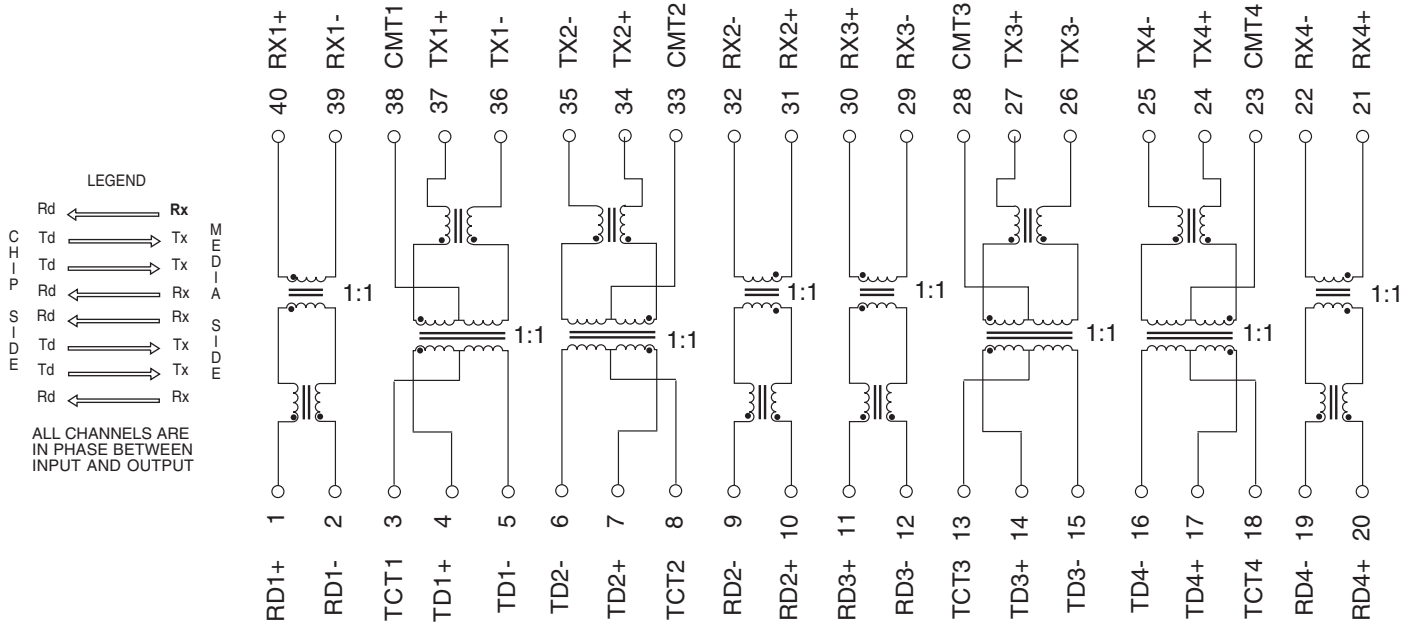 RX1+ RX1- CMT1 TX1+ TX1- TX2- TX2+ CMT2 RX2- RX2+ RX3+ RX3- CMT3 TX3+ TX3- TX4- TX4+ CMT4 RX4- RX4+
40 39 38 37 36 35 34 33 32 31 30 29 28 27 26 25 24 23 22 21
LEGEND
Rd Rx
Td Tx
Td Tx
Rd Rx
Rd Rx
Td Tx
Td Tx
Rd Rx
CHIP SIDE
MEDIA SIDE
ALL CHANNELS ARE
IN PHASE BETWEEN
INPUT AND OUTPUT
1:1 1:1 1:1 1:1 1:1 1:1 1:1 1:1
1 2 3 4 5 6 7 8 9 10 11 12 13 14 15 16 17 18 19 20
RD1+ RD1- TCT1 TD1+ TD1- TD2- TD2+ TCT2 RD2- RD2+ RD3+ RD3- TCT3 TD3+ TD3- TD4- TD4+ TCT4 RD4- RD4+